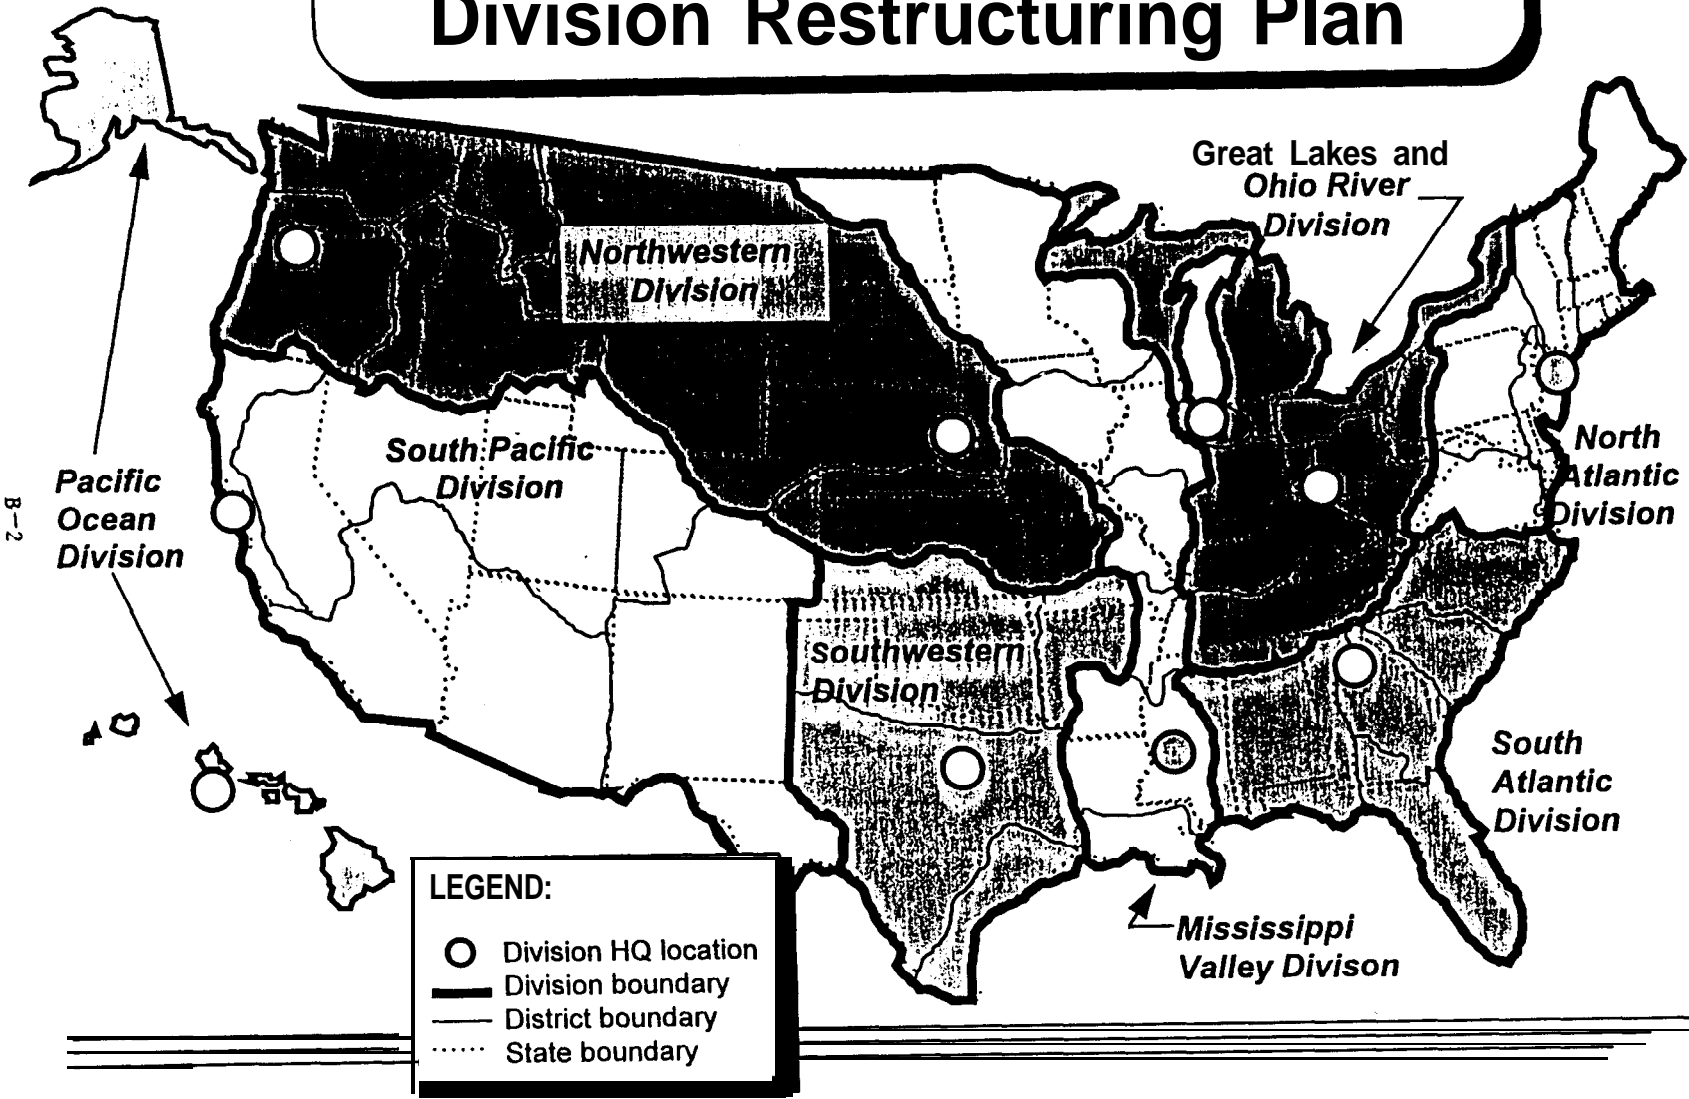 Division Restructuring Plan
Great Lakes and
Ohio River
Division
Northwestern
Division
South Pacific
Division
North
Atlantic
Division
Pacific
Ocean
Division
B-2
Southwestern
Division
South
Atlantic
Division
Mississippi
Valley Divison
LEGEND:
Division HQ location
Division boundary
District boundary
State boundary